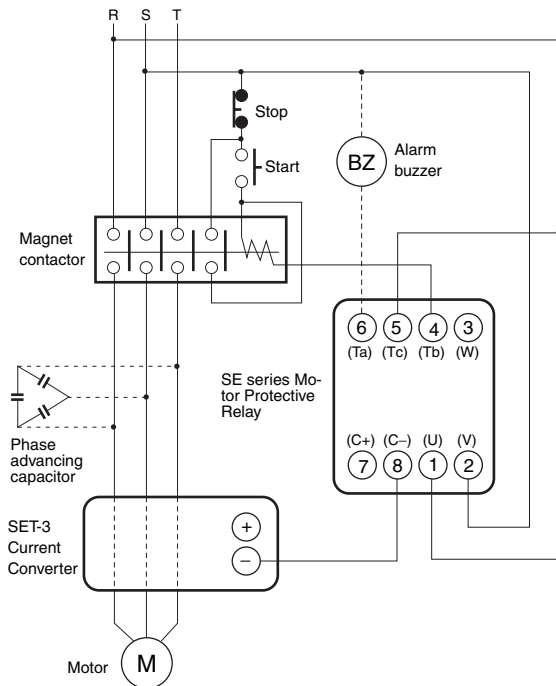 R S T
Stop
Start
BZ
Alarm
buzzer
Magnet
contactor
6 5 4 3
(Ta) (Tc) (Tb) (W)
SE series Mo-
tor Protective
Relay
(C+) (C−) (U) (V)
7 8 1 2
Phase
advancing
capacitor
SET-3
Current
Converter
+
−
Motor
M